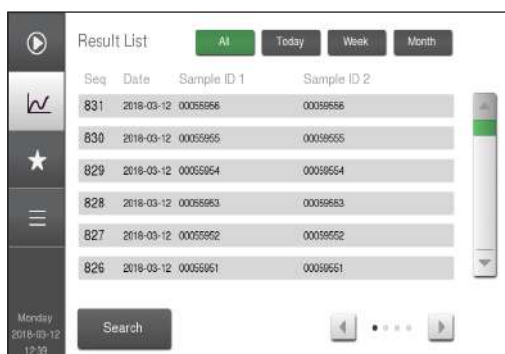 Result List All Today Week Month
Seq Date Sample ID 1 Sample ID 2
831 2018-03-12 00055956 00059556
830 2018-03-12 00055955 00059555
829 2018-03-12 00055954 00059554
828 2018-03-12 00055953 00059553
827 2018-03-12 00055952 00059552
826 2018-03-12 00055951 00059551
Search
Monday
2018-03-12
12:39